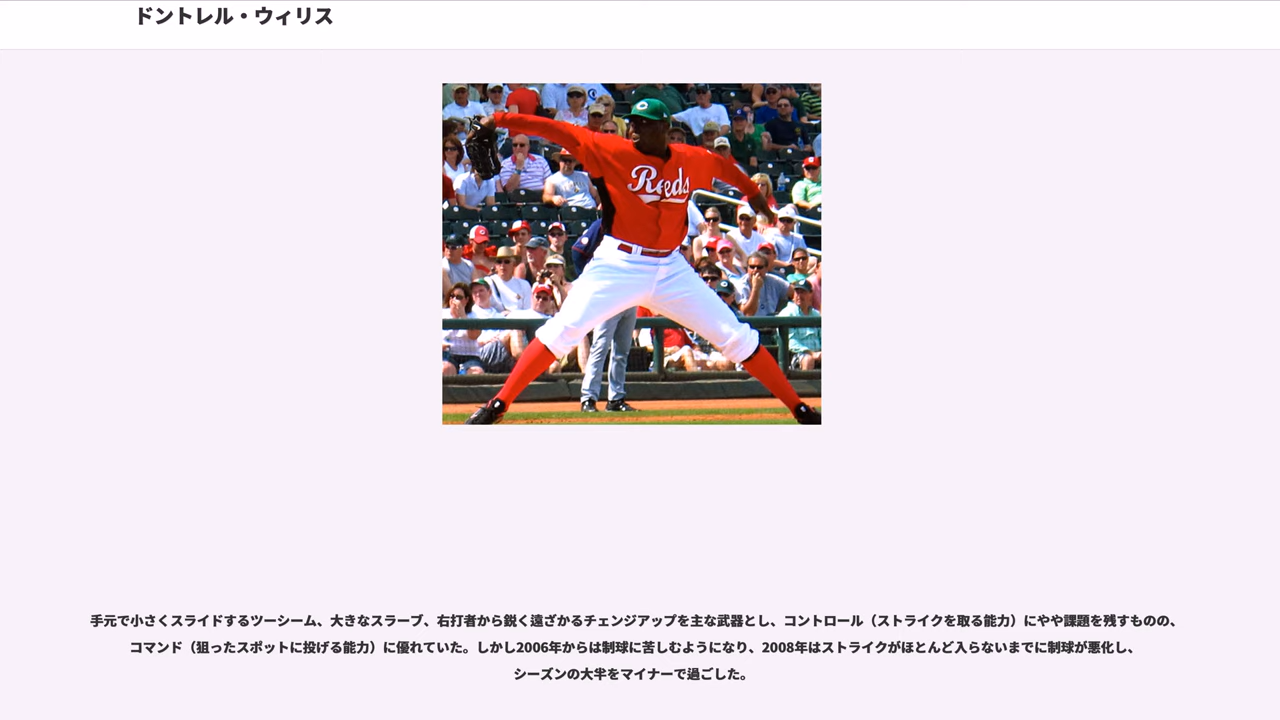 ドントレル・ウィリス
Reeds
手元で小さくスライドするツーシーム、大きなスラーブ、右打者から鋭く遠ざかるチェンジアップを主な武器とし、コントロール（ストライクを取る能力）にやや課題を残すものの、
コマンド（狙ったスポットに投げる能力）に優れていた。しかし2006年からは制球に苦しむようになり、2008年はストライクがほとんど入らないまでに制球が悪化し、
シーズンの大半をマイナーで過ごした。